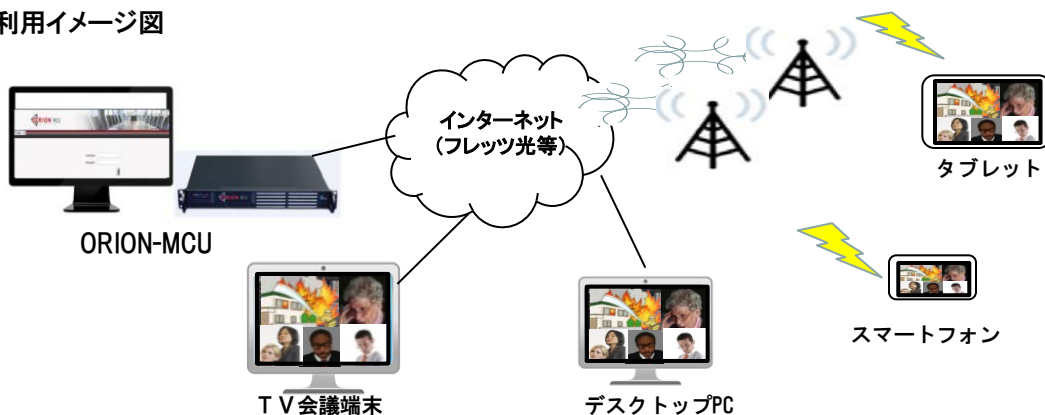 利用イメージ図
インターネット
(フレッツ光等)
ORION MCU
タブレット
ORION-MCU
スマートフォン
TV会議端末
デスクトップPC